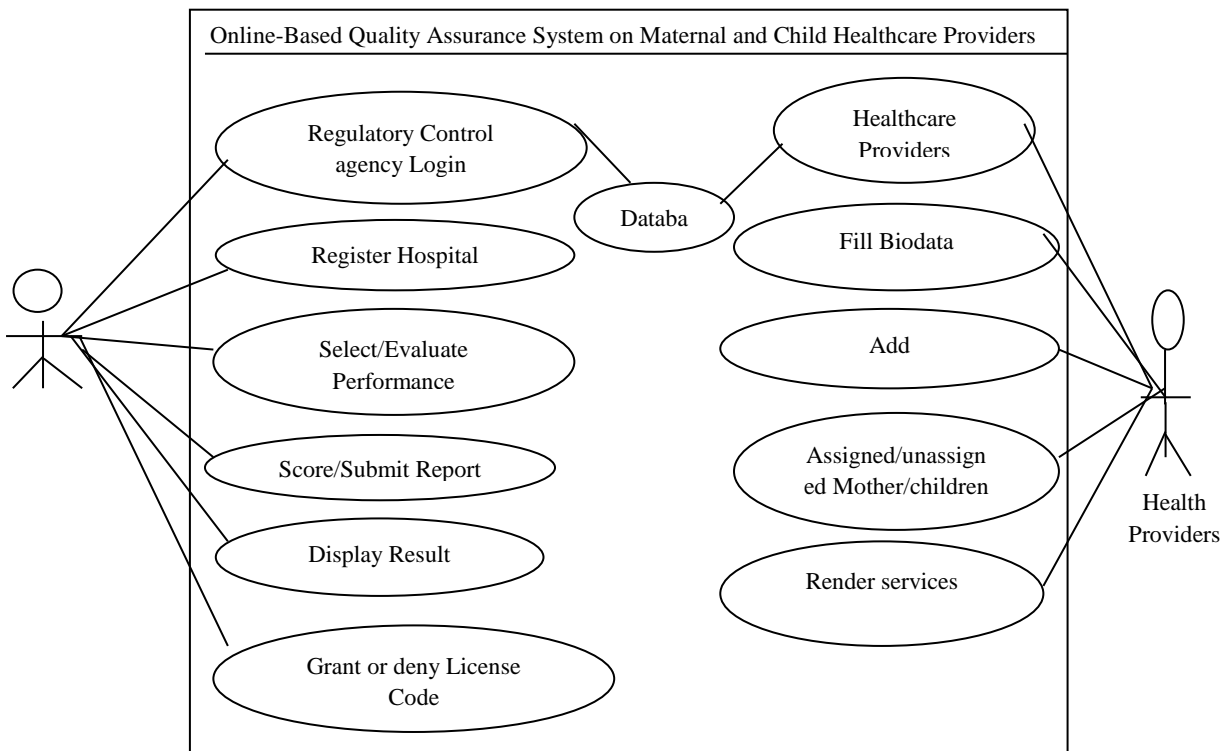 Online-Based Quality Assurance System on Maternal and Child Healthcare Providers
Regulatory Control
agency Login
Register Hospital
Select/Evaluate
Performance
Score/Submit Report
Display Result
Grant or deny License
Code
Databa
Healthcare
Providers
Fill Biodata
Add
Assigned/unassign
ed Mother/children
Render services
Health
Providers